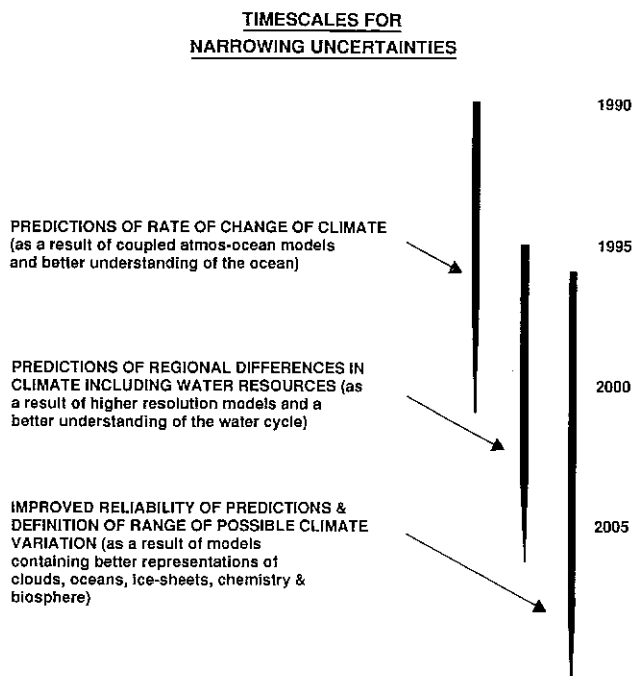 TIMESCALES FOR
NARROWING UNCERTAINTIES
1990
PREDICTIONS OF RATE OF CHANGE OF CLIMATE
(as a result of coupled atmos-ocean models
and better understanding of the ocean)
1995
PREDICTIONS OF REGIONAL DIFFERENCES IN
CLIMATE INCLUDING WATER RESOURCES (as
a result of higher resolution models and a
better understanding of the water cycle)
2000
IMPROVED RELIABILITY OF PREDICTIONS &
DEFINITION OF RANGE OF POSSIBLE CLIMATE
VARIATION (as a result of models
containing better representations of
clouds, oceans, ice-sheets, chemistry &
biosphere)
2005